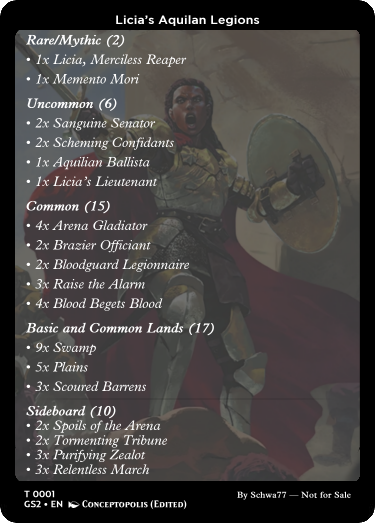 Licia's Aquilan Legions
Rare/Mythic (2)
• 1x Licia, Merciless Reaper
• 1x Memento Mori
Uncommon (6)
• 2x Sanguine Senator
• 2x Scheming Confidants
• 1x Aquilian Ballista
• 1x Licia's Lieutenant
Common (15)
• 4x Arena Gladiator
• 2x Brazier Officiant
• 2x Bloodguard Legionnaire
• 3x Raise the Alarm
• 4x Blood Begets Blood
Basic and Common Lands (17)
• 9x Swamp
• 5x Plains
• 3x Scoured Barrens
Sideboard (10)
• 2x Spoils of the Arena
• 2x Tormenting Tribute
• 3x Purifying Zealot
• 3x Relentless March
T 0001
GS2 • EN Conceptopolis (Edited)
By Schwa77 — Not for Sale